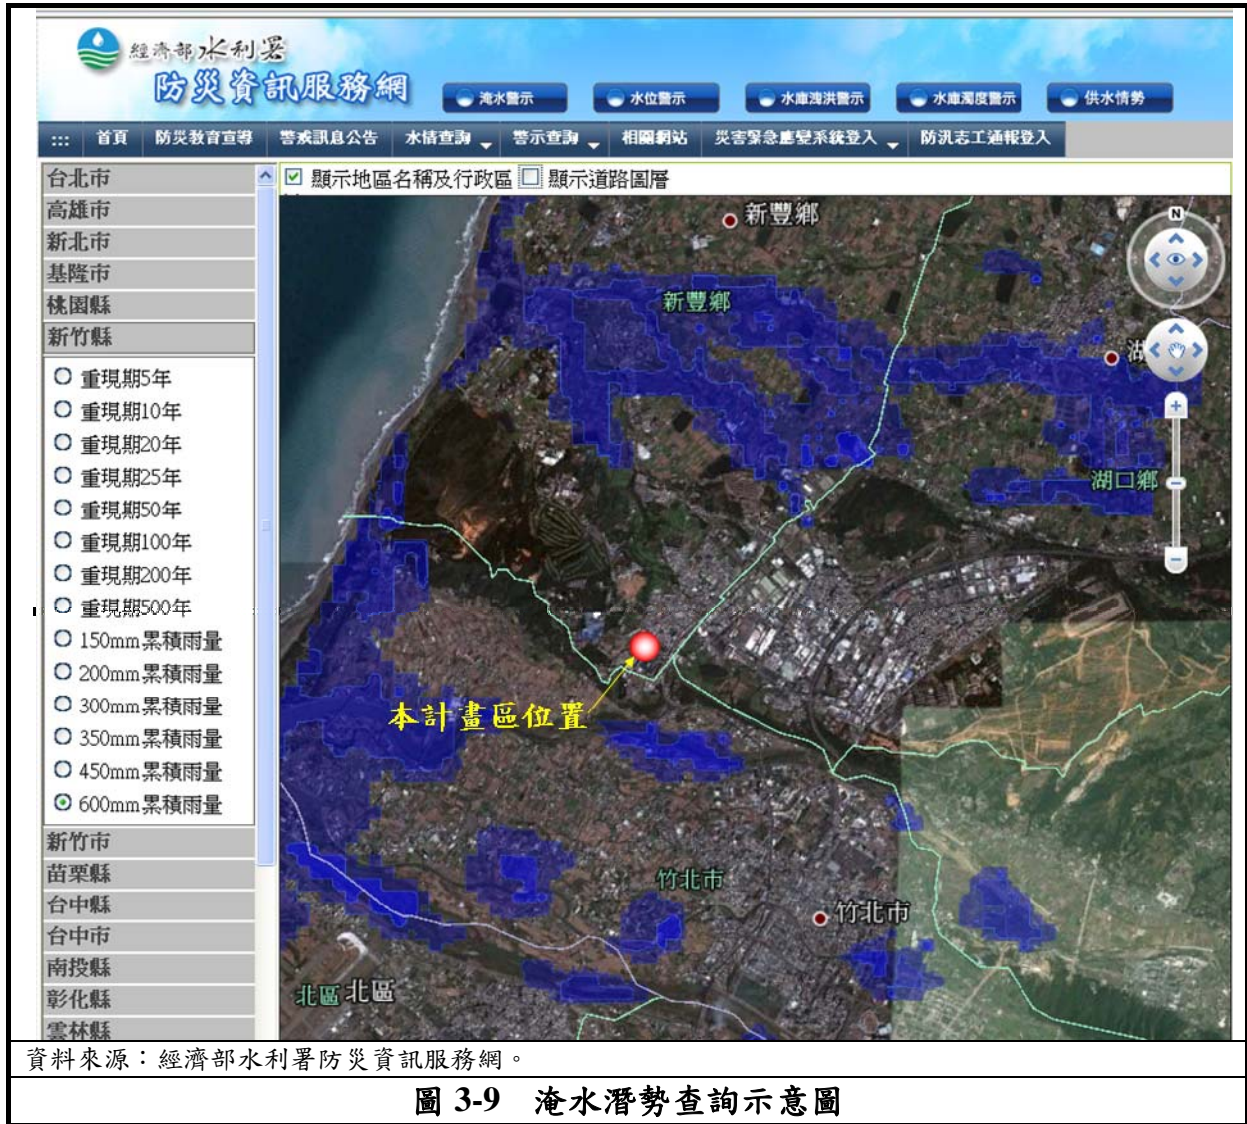 經濟部水利署
防災資訊服務網
淹水警示
水位警示
水庫洩洪警示
水庫濁度警示
供水情勢
:::
首頁
防災教育宣導
警戒訊息公告
水情查詢
警示查詢
相關網站
災害緊急應變系統登入
防汛志工通報登入
台北市
高雄市
新北市
基隆市
桃園縣
新竹縣
重現期5年
重現期10年
重現期20年
重現期25年
重現期50年
重現期100年
重現期200年
重現期500年
150mm累積雨量
200mm累積雨量
300mm累積雨量
350mm累積雨量
450mm累積雨量
600mm累積雨量
新竹市
苗栗縣
台中縣
台中市
南投縣
彰化縣
雲林縣
顯示地區名稱及行政區
顯示道路圖層
新豐鄉
N
新豐鄉
湖
湖口鄉
本計畫區位置
竹北市
竹北市
北區
北區
資料來源：經濟部水利署防災資訊服務網。
圖 3-9 淹水潛勢查詢示意圖